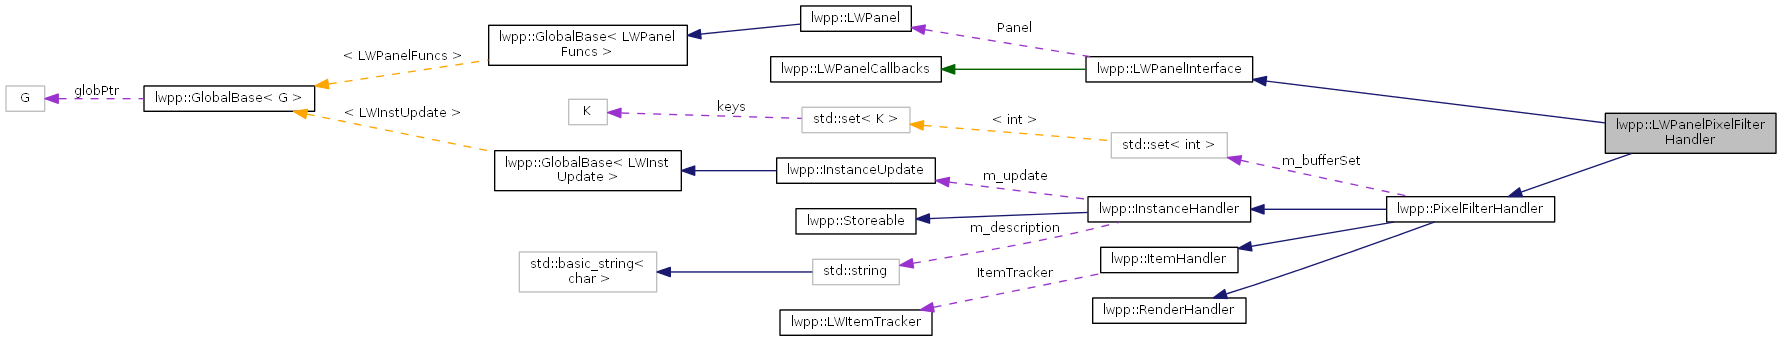 lwpp::LWPanel
Panel
lwpp::GlobalBase< LWPanel
Funcs >
< LWPanelFuncs >
lwpp::LWPanelCallbacks
lwpp::LWPanelInterface
G
globPtr
lwpp::GlobalBase< G >
< LWInstUpdate >
K
keys
std::set< K >
< int >
std::set< int >
lwpp::LWPanelPixelFilter
Handler
m_bufferSet
lwpp::GlobalBase< LWInst
Update >
lwpp::InstanceUpdate
m_update
lwpp::InstanceHandler
lwpp::PixelFilterHandler
lwpp::Storeable
m_description
std::basic_string<
char >
std::string
lwpp::ItemHandler
ItemTracker
lwpp::RenderHandler
lwpp::LWItemTracker